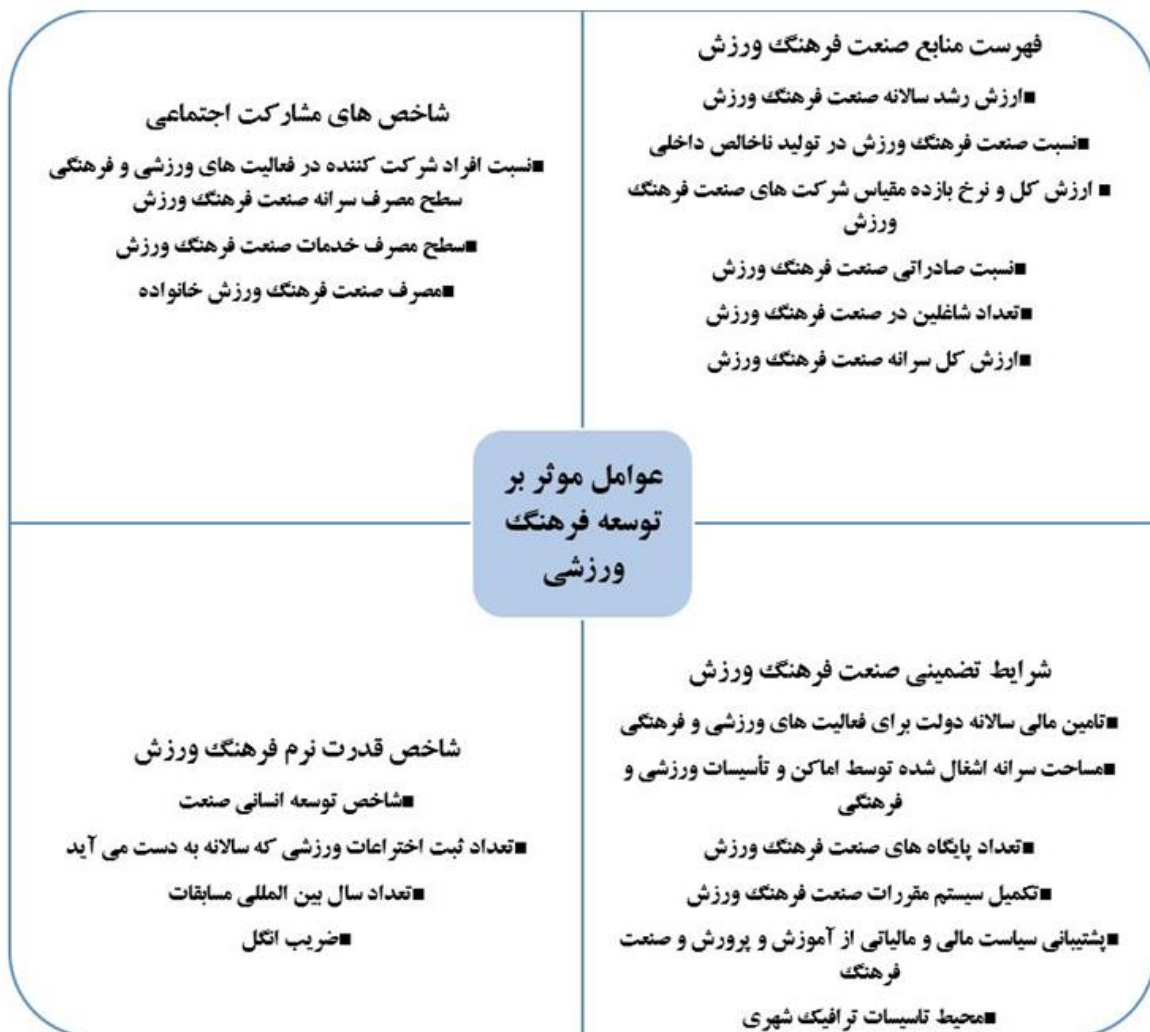 فهرست منابع صنعت فرهنگ ورزش
■ارزش رشد سالانه صنعت فرهنگ ورزش
■نسبت صنعت فرهنگ ورزش در تولید ناخالص داخلی
■ ارزش کل و نرخ بازده مقیاس شرکت های صنعت فرهنگ
ورزش
■نسبت صادراتی صنعت فرهنگ ورزش
■تعداد شاغلین در صنعت فرهنگ ورزش
■ارزش کل سرانه صنعت فرهنگ ورزش
شاخص های مشارکت اجتماعی
■نسبت افراد شرکت کننده در فعالیت های ورزشی و فرهنگی
سطح مصرف سرانه صنعت فرهنگ ورزش
■سطح مصرف خدمات صنعت فرهنگ ورزش
■مصرف صنعت فرهنگ ورزش خانواده
عوامل موثر بر
توسعه فرهنگ
ورزشی
شرایط تضمینی صنعت فرهنگ ورزش
■تامین مالی سالانه دولت برای فعالیت های ورزشی و فرهنگی
■مساحت سرانه اشغال شده توسط اماکن و تأسیسات ورزشی و
فرهنگی
■تعداد پایگاه های صنعت فرهنگ ورزش
■تکمیل سیستم مقررات صنعت فرهنگ ورزش
■پشتیبانی سیاست مالی و مالیاتی از آموزش و پرورش و صنعت
فرهنگ
■محیط تاسیسات ترافیک شهری
شاخص قدرت نرم فرهنگ ورزش
■شاخص توسعه انسانی صنعت
■تعداد ثبت اختراعات ورزشی که سالانه به دست می آید
■تعداد سال بین المللی مسابقات
■ضریب انگل